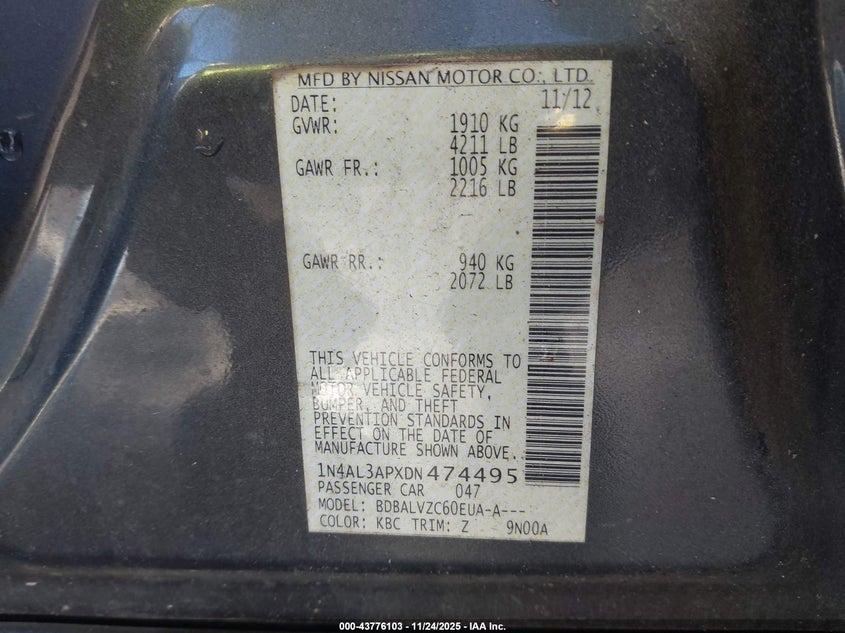 MFD BY NISSAN MOTOR CO., LTD.
DATE: 11/12
GVWR: 1910 KG
4211 LB
GAWR FR.: 1005 KG
2216 LB
GAWR RR.: 940 KG
2072 LB
THIS VEHICLE CONFORMS TO
ALL APPLICABLE FEDERAL
MOTOR VEHICLE SAFETY,
BUMPER, AND THEFT
PREVENTION STANDARDS IN
EFFECT ON THE DATE OF
MANUFACTURE SHOWN ABOVE.
1N4AL3APXDN474495
PASSENGER CAR 047
MODEL: BDBALVZC60EUA-A---
COLOR: KBC TRIM: Z 9N00A
000-43776103 - 11/24/2025 - IAA Inc.